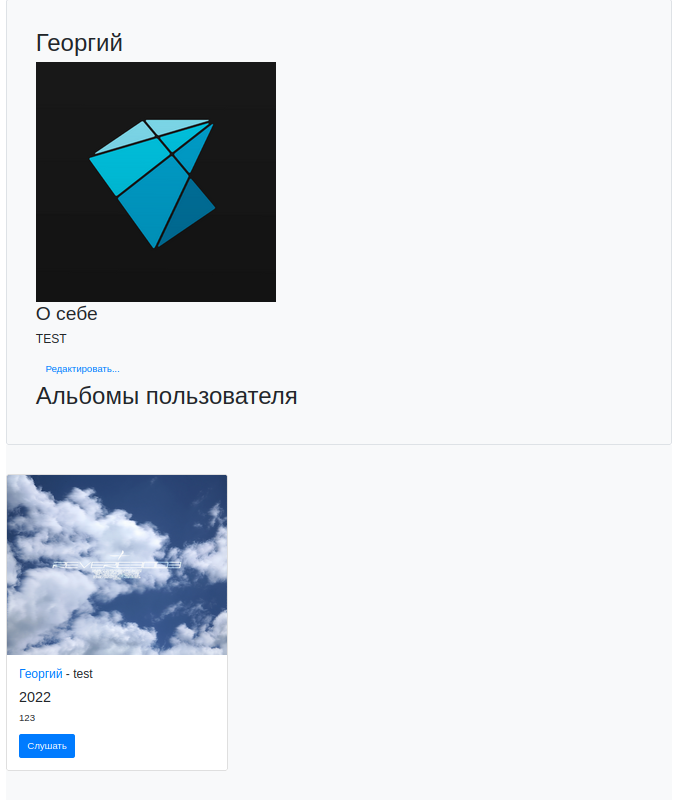 Георгий
О себе
TEST
Редактировать...
Альбомы пользователя
Георгий - test
2022
123
Слушать